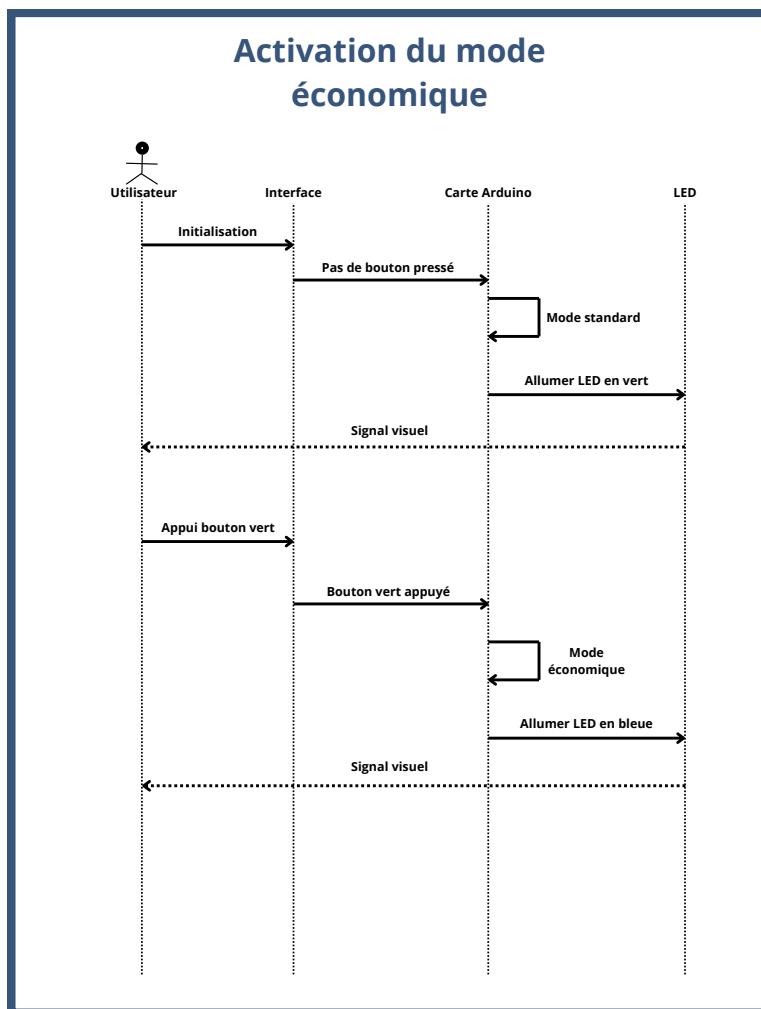 Activation du mode
économique
Utilisateur
Interface
Carte Arduino
LED
Initialisation
Pas de bouton pressé
Mode standard
Allumer LED en vert
Signal visuel
Appui bouton vert
Bouton vert appuyé
Mode
économique
Allumer LED en bleue
Signal visuel